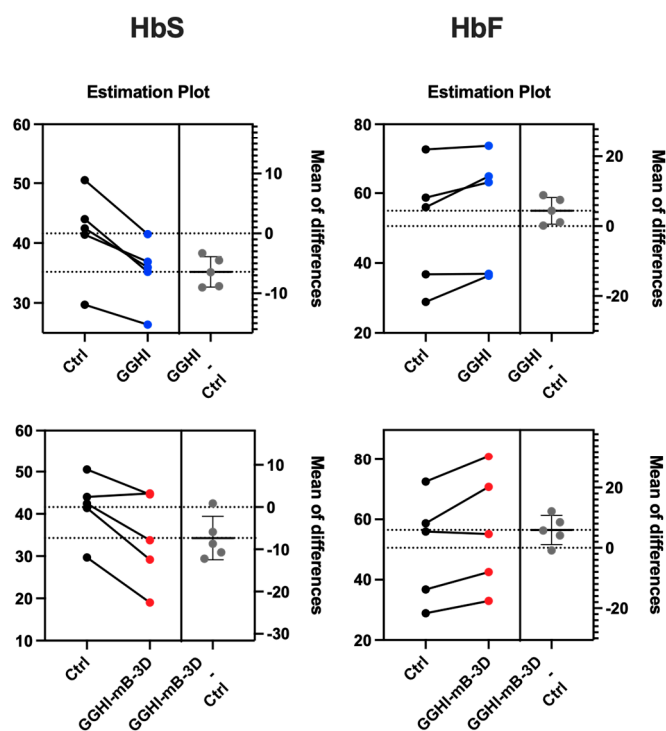 HbS
HbF
Estimation Plot
Estimation Plot
60
50
40
30
10
0
-10
Mean of differences
Ctrl
GGHI
GGHI
-
Ctrl
80
60
40
20
20
0
-20
Mean of differences
Ctrl
GGHI
GGHI
-
Ctrl
60
50
40
30
20
10
10
0
-10
-20
-30
Mean of differences
Ctrl
GGHI-mB-3D
GGHI-mB-3D
-
Ctrl
80
60
40
20
20
0
-20
Mean of differences
Ctrl
GGHI-mB-3D
GGHI-mB-3D
-
Ctrl